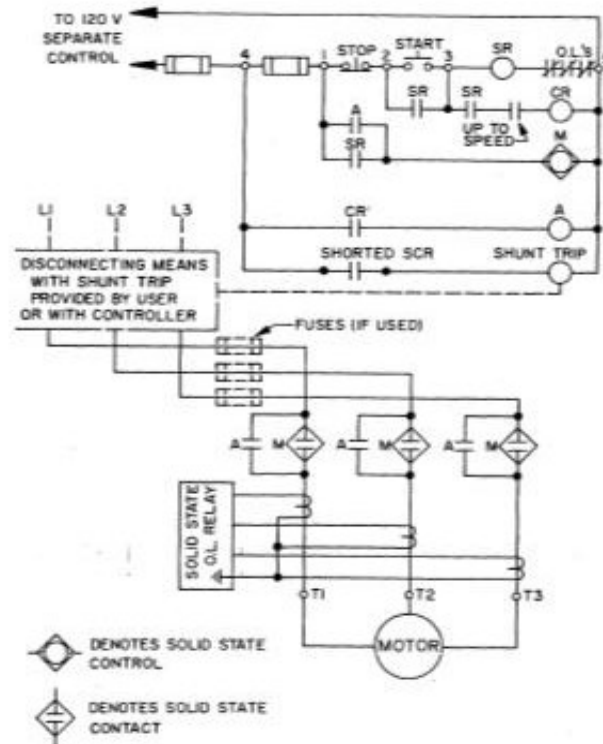 TO 120 V
SEPARATE
CONTROL
4
1
STOP
2
START
3
SR
O.L.'S
SR
SR
CR
A
UP TO
SPEED
M
SR
L1
L2
L3
CR
A
SHORTED SCR
SHUNT TRIP
DISCONNECTING MEANS
WITH SHUNT TRIP
PROVIDED BY USER
OR WITH CONTROLLER
FUSES (IF USED)
A
M
A
M
A
M
SOLID STATE
O.L. RELAY
T1
T2
T3
MOTOR
DENOTES SOLID STATE
CONTROL
DENOTES SOLID STATE
CONTACT